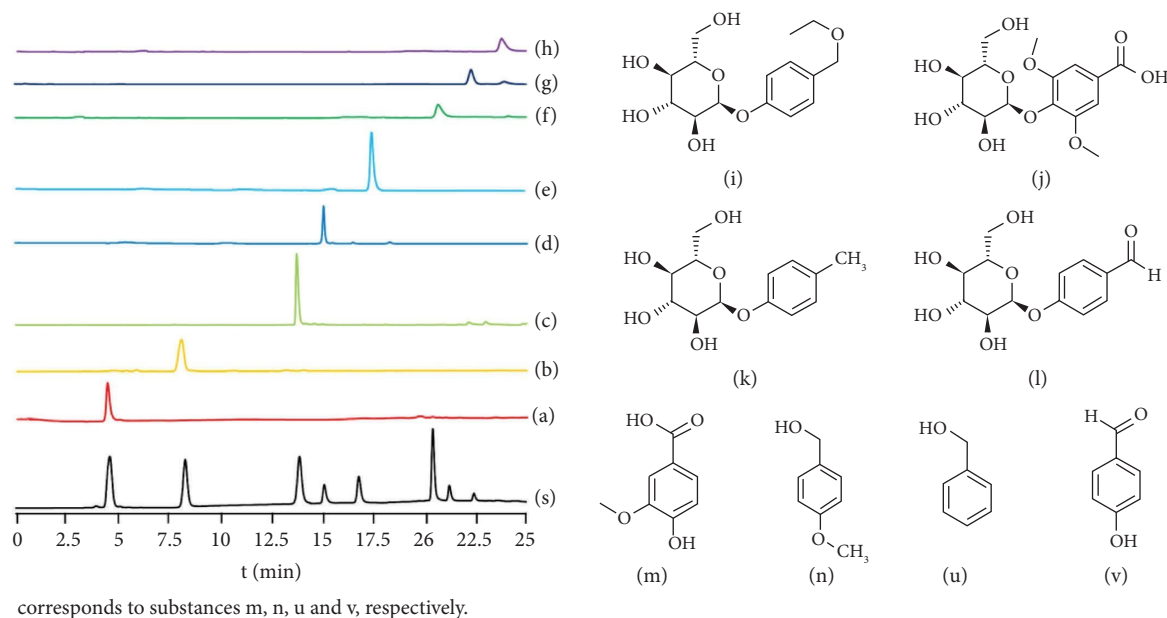 (h)
(g)
(f)
(e)
(d)
(c)
(b)
(a)
(s)
0 2.5 5 7.5 12.5 15 17.5 26 22.5 25
t (min)
corresponds to substances m, n, u and v, respectively.
OH
O
HO
O
HO
O
OH
(i)
OH
O
O
HO
O
OH
HO
O
OH
O
(j)
OH
HO
O
CH3
HO
O
OH
(k)
OH
O
HO
O
H
HO
O
OH
(l)
HO
O
O
OH
(m)
HO
O
CH3
(n)
HO
(u)
H
O
OH
(v)